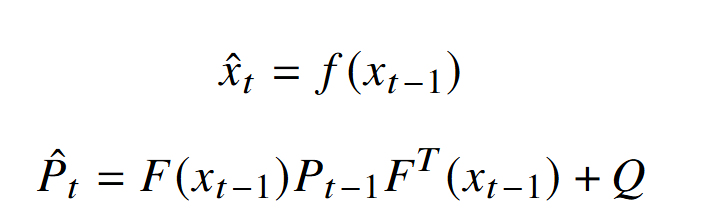 x̂ₜ = f(xₜ₋₁)
P̂ₜ = F(xₜ₋₁)Pₜ₋₁Fᵀ(xₜ₋₁) + Q